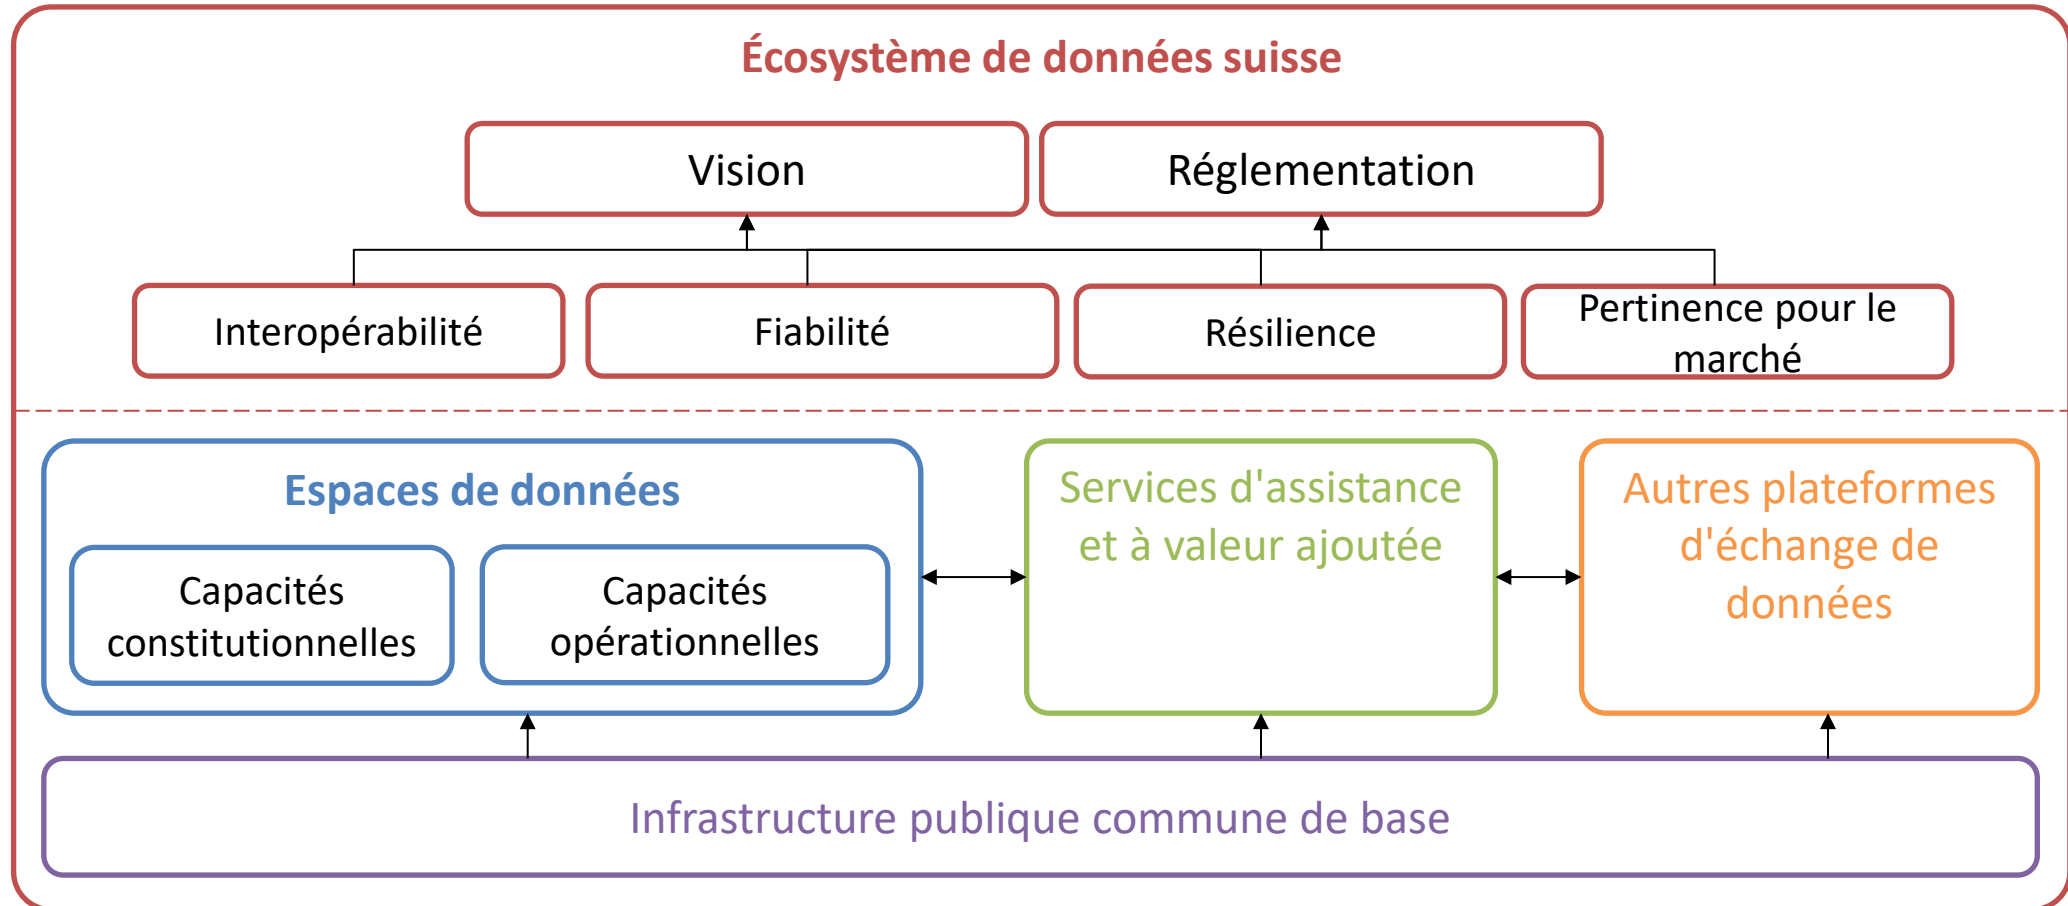 Écosystème de données suisse
Vision
Réglementation
Interopérabilité
Fiabilité
Résilience
Pertinence pour le
marché
Espaces de données
Capacités
constitutionnelles
Capacités
opérationnelles
Services d'assistance
et à valeur ajoutée
Autres plateformes
d'échange de
données
Infrastructure publique commune de base